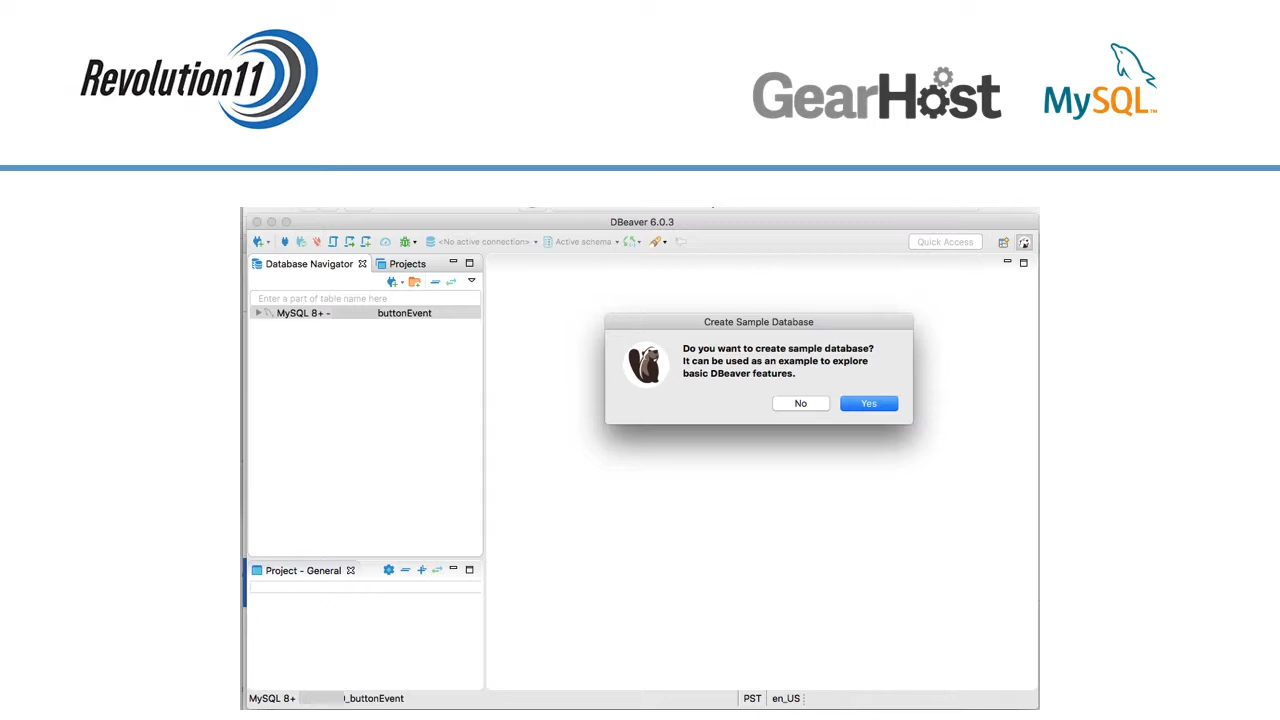 Revolution11
GearHost
MySQL™
DBeaver 6.0.3
<No active connection>
Active schema
Quick Access
Database Navigator
Projects
Enter a part of table name here
MySQL 8+ - buttonEvent
Create Sample Database
Do you want to create sample database?
It can be used as an example to explore
basic DBeaver features.
No
Yes
Project - General
MySQL 8+ _buttonEvent
PST
en_US